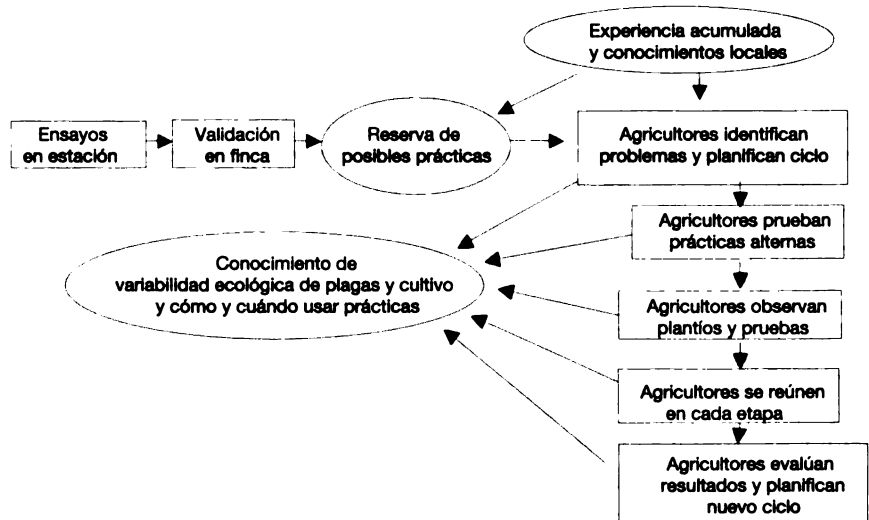 Experiencia acumulada
y conocimientos locales
Ensayos
en estación
Validación
en finca
Reserva de
posibles prácticas
Agricultores identifican
problemas y planifican ciclo
Agricultores prueban
prácticas alternas
Conocimiento de
variabilidad ecológica de plagas y cultivo
y cómo y cuándo usar prácticas
Agricultores observan
plantíos y pruebas
Agricultores se reúnen
en cada etapa
Agricultores evalúan
resultados y planifican
nuevo ciclo